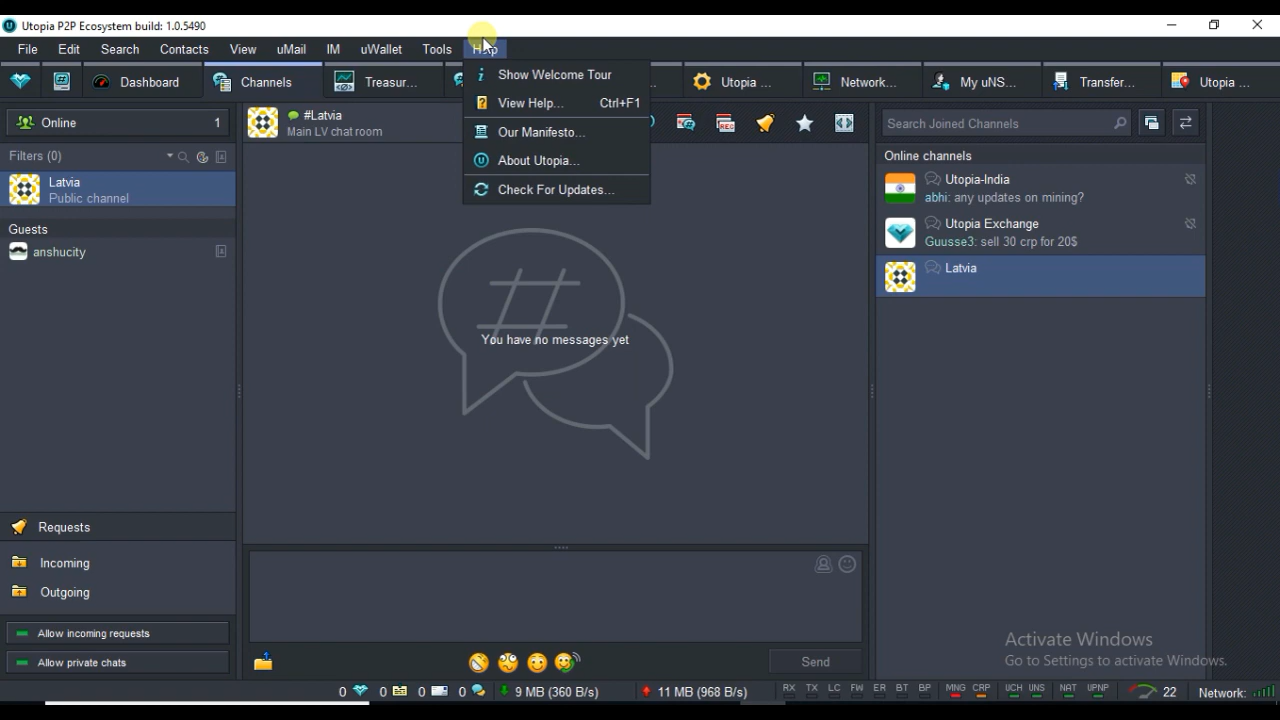 Utopia P2P Ecosystem build: 1.0.5490
File Edit Search Contacts View uMail IM uWallet Tools Help
Dashboard Channels Treasur... Utopia ... Network... My uNS... Transfer... Utopia ...
Show Welcome Tour
View Help... Ctrl+F1
Our Manifesto...
About Utopia...
Check For Updates...
Online 1
Filters (0)
Latvia
Public channel
Guests
anshucity
#Latvia
Main LV chat room
REC
You have no messages yet
Search Joined Channels
Online channels
Utopia-India
abhi: any updates on mining?
Utopia Exchange
Guusse3: sell 30 crp for 20$
Latvia
Requests
Incoming
Outgoing
Allow incoming requests
Allow private chats
Send
Activate Windows
Go to Settings to activate Windows.
0 0 0 0 9 MB (360 B/s) 11 MB (968 B/s) RX TX LC FW ER BT BP MNG CRP UCH UNS NAT UPNP 22 Network: